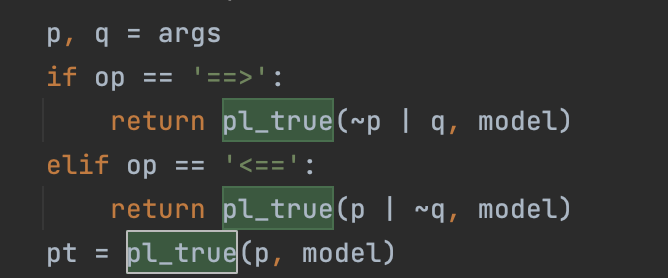 p, q = args
if op == '==>':
    return pl_true(~p | q, model)
elif op == '<==':
    return pl_true(p | ~q, model)
pt = pl_true(p, model)